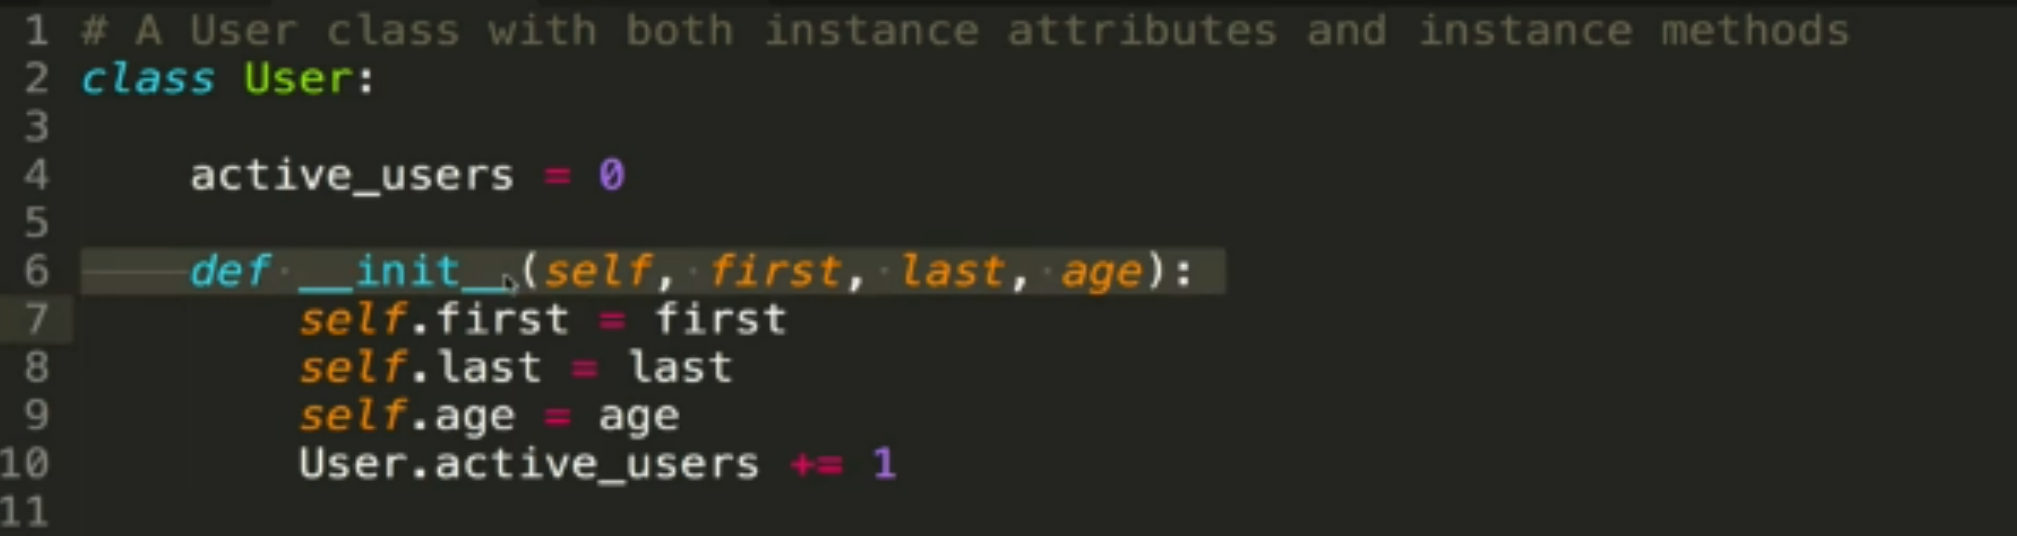 1 # A User class with both instance attributes and instance methods
2 class User:
3
4     active_users = 0
5
6     def __init__(self, first, last, age):
7         self.first = first
8         self.last = last
9         self.age = age
10         User.active_users += 1
11